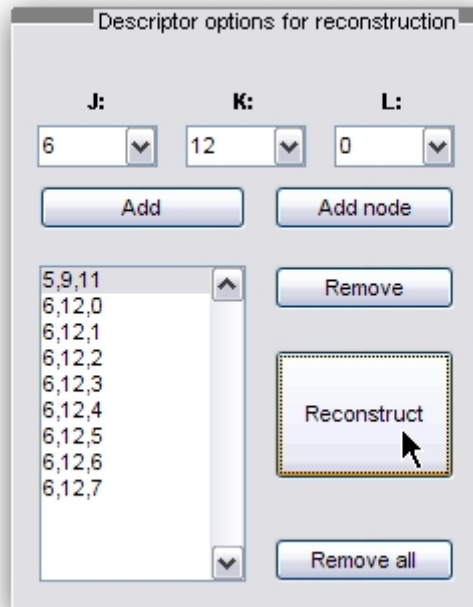 Descriptor options for reconstruction
J: K: L:
6 12 0
Add Add node
5,9,11
Remove
6,12,0
6,12,1
6,12,2
6,12,3
6,12,4
6,12,5
6,12,6
6,12,7
Reconstruct
Remove all